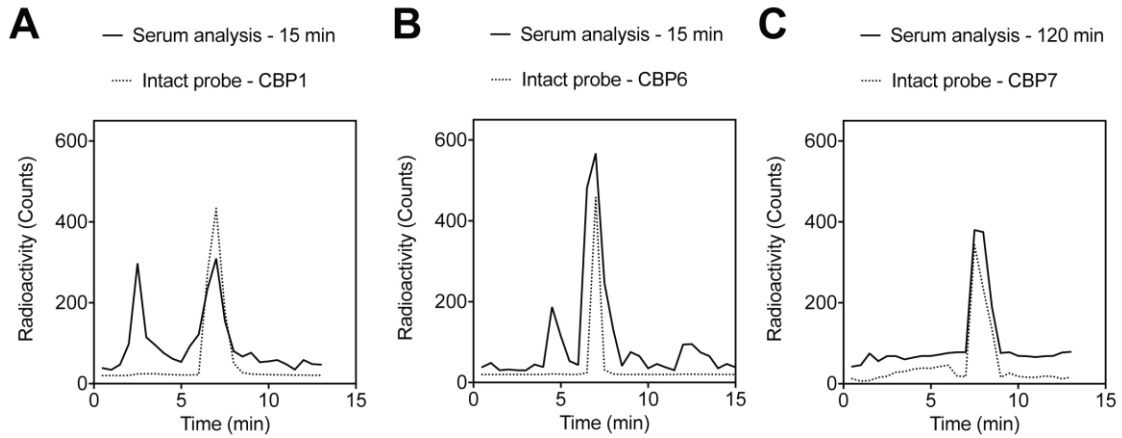 A
Serum analysis - 15 min
Intact probe - CBP1
Radioactivity (Counts)
600
400
200
0
0 5 10 15
Time (min)
B
Serum analysis - 15 min
Intact probe - CBP6
Radioactivity (Counts)
600
400
200
0
0 5 10 15
Time (min)
C
Serum analysis - 120 min
Intact probe - CBP7
Radioactivity (Counts)
600
400
200
0
0 5 10 15
Time (min)